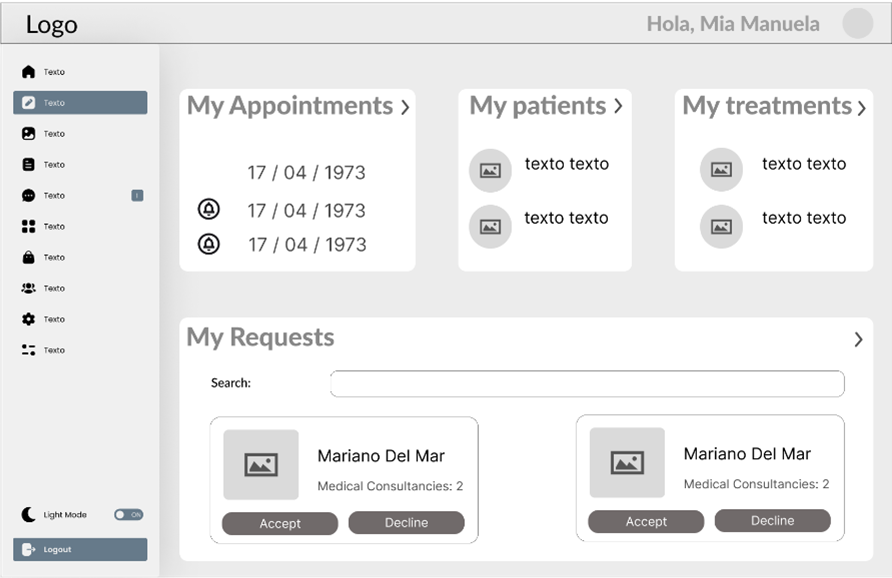 Logo
Hola, Mia Manuela
Texto
Texto
Texto
Texto
Texto
Texto
Texto
Texto
Texto
Texto
Light Mode
ON
Logout
My Appointments
17 / 04 / 1973
17 / 04 / 1973
17 / 04 / 1973
My patients
texto texto
texto texto
My treatments
texto texto
texto texto
My Requests
Search:
Mariano Del Mar
Medical Consultancies: 2
Accept
Decline
Mariano Del Mar
Medical Consultancies: 2
Accept
Decline